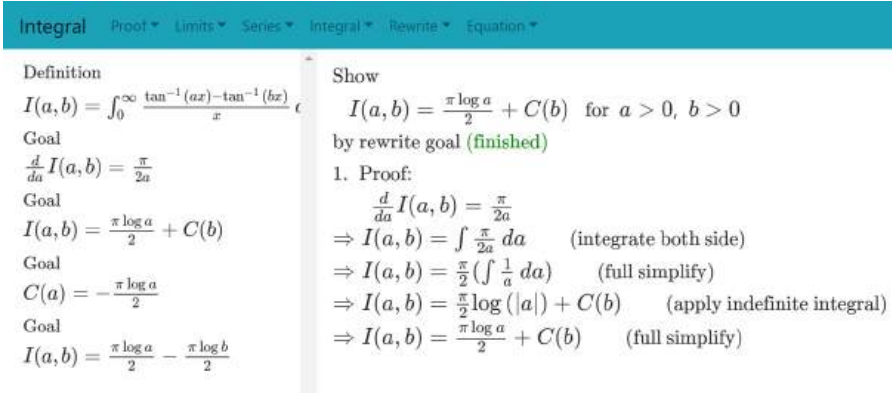 Integral Proof Limits Series Integral Rewrite Equation
Definition
I(a,b) = ∫₀^∞ (tan⁻¹(ax)−tan⁻¹(bx))/x
Goal
d/da I(a,b) = π/(2a)
Goal
I(a,b) = (π log a)/2 + C(b)
Goal
C(a) = −(π log a)/2
Goal
I(a,b) = (π log a)/2 − (π log b)/2
Show
I(a,b) = (π log a)/2 + C(b) for a > 0, b > 0
by rewrite goal (finished)
1. Proof:
d/da I(a,b) = π/(2a)
⇒ I(a,b) = ∫ π/(2a) da (integrate both side)
⇒ I(a,b) = π/2 (∫ 1/a da) (full simplify)
⇒ I(a,b) = π/2 log(|a|) + C(b) (apply indefinite integral)
⇒ I(a,b) = (π log a)/2 + C(b) (full simplify)